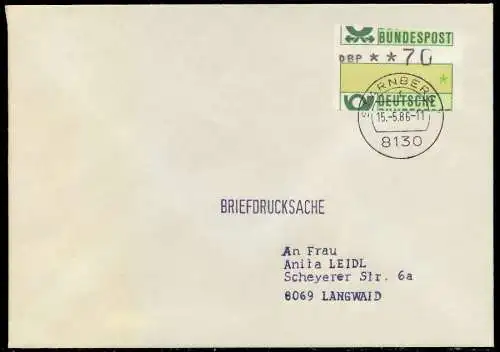 BUNDESPOST
DBP **70
DEUTSCHE
STARNBERG
15.-5.86-11
8130
BRIEFDRUCKSACHE
An Frau
Anita LEIDL
Scheyerer Str. 6a
8069 LANGWAID